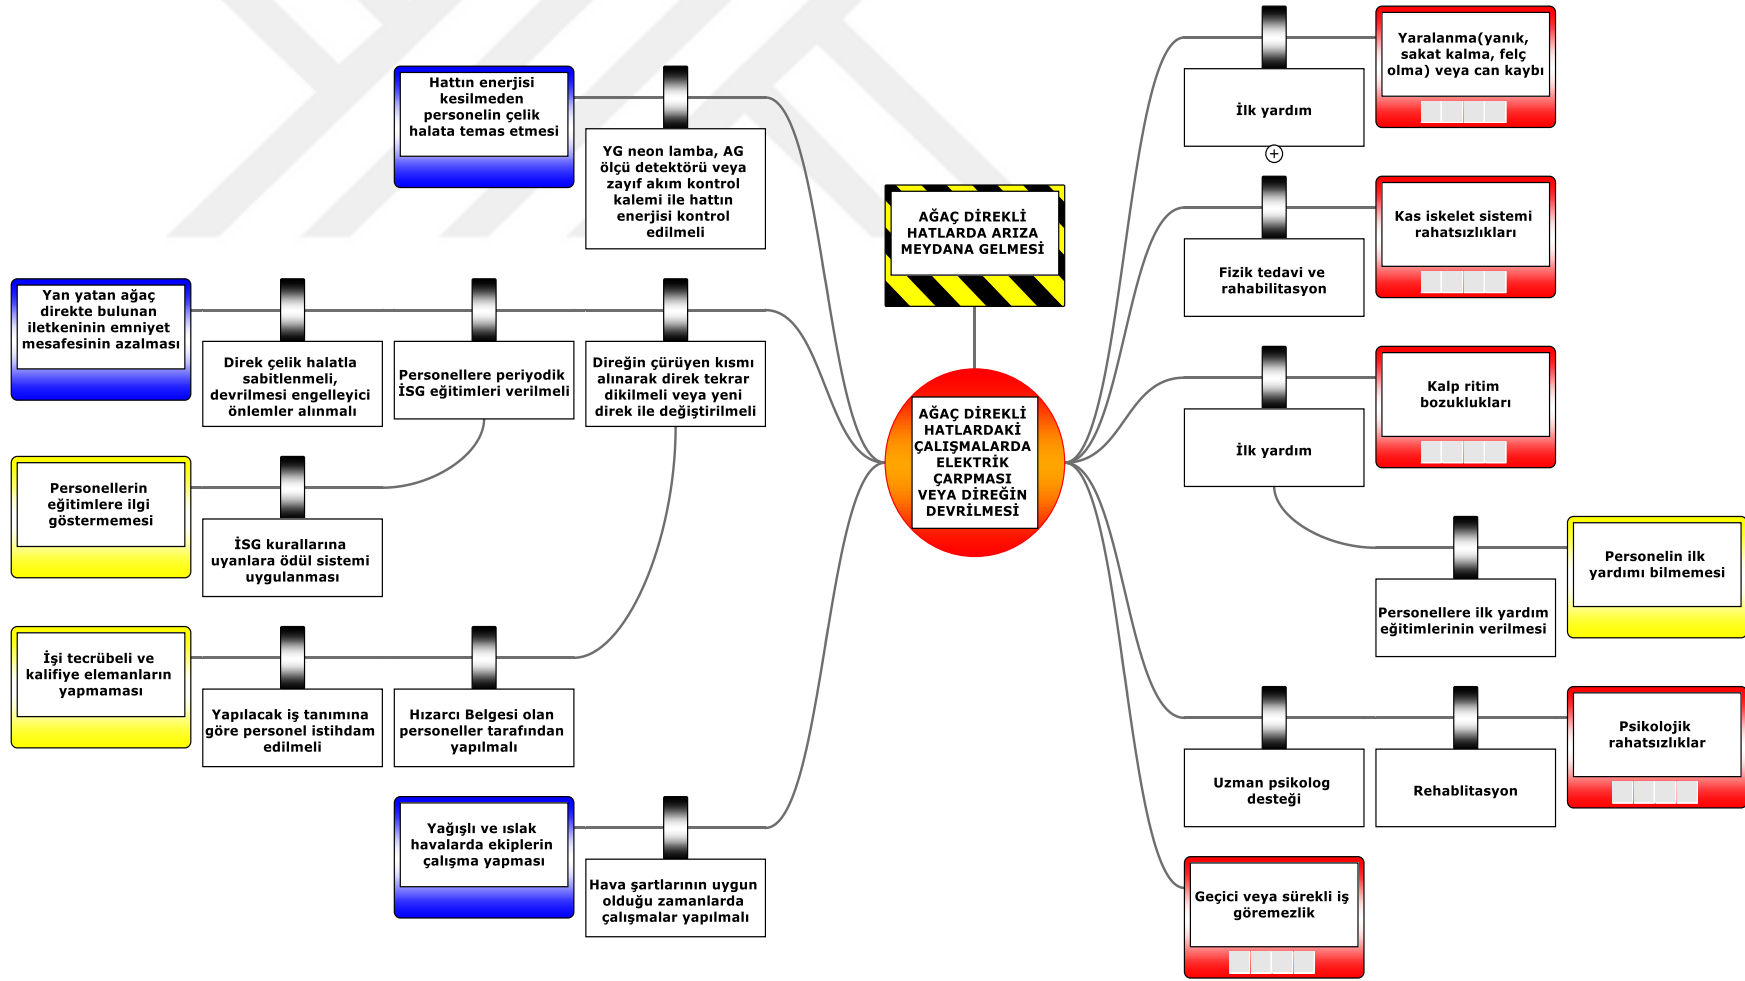 Hattın enerjisi
kesilmeden
personelin çelik
halata temas etmesi
YG neon lamba, AG
ölçü detektörü veya
zayıf akım kontrol
kalemi ile hattın
enerjisi kontrol
edilmeli
Yan yatan ağaç
direkte bulunan
iletkeninin emniyet
mesafesinin azalması
Direk çelik halatla
sabitlenmeli,
devrilmesi engelleyici
önlemler alınmalı
Personellere periyodik
İSG eğitimleri verilmeli
Direğin çürüyen kısmı
alınarak direk tekrar
dikilmeli veya yeni
direk ile değiştirilmeli
Personellerin
eğitimlere ilgi
göstermemesi
İSG kurallarına
uyanlara ödül sistemi
uygulanması
İşi tecrübeli ve
kalifiye elemanların
yapmaması
Yapılacak iş tanımına
göre personel istihdam
edilmeli
Hızarcı Belgesi olan
personeller tarafından
yapılmalı
Yağışlı ve ıslak
havalarda ekiplerin
çalışma yapması
Hava şartlarının uygun
olduğu zamanlarda
çalışmalar yapılmalı
AĞAÇ DİREKLİ
HATLARDA ARIZA
MEYDANA GELMESİ
AĞAÇ DİREKLİ
HATLARDAKİ
ÇALIŞMALARDA
ELEKTRİK
ÇARPMASI
VEYA DİREĞİN
DEVRİLMESİ
Yaralanma(yanık,
sakat kalma, felç
olma) veya can kaybı
İlk yardım
Kas iskelet sistemi
rahatsızlıkları
Fizik tedavi ve
rahabilitasyon
Kalp ritim
bozuklukları
İlk yardım
Personelin ilk
yardımı bilmemesi
Personellere ilk yardım
eğitimlerinin verilmesi
Psikolojik
rahatsızlıklar
Uzman psikolog
desteği
Rehablitasyon
Geçici veya sürekli iş
göremezlik